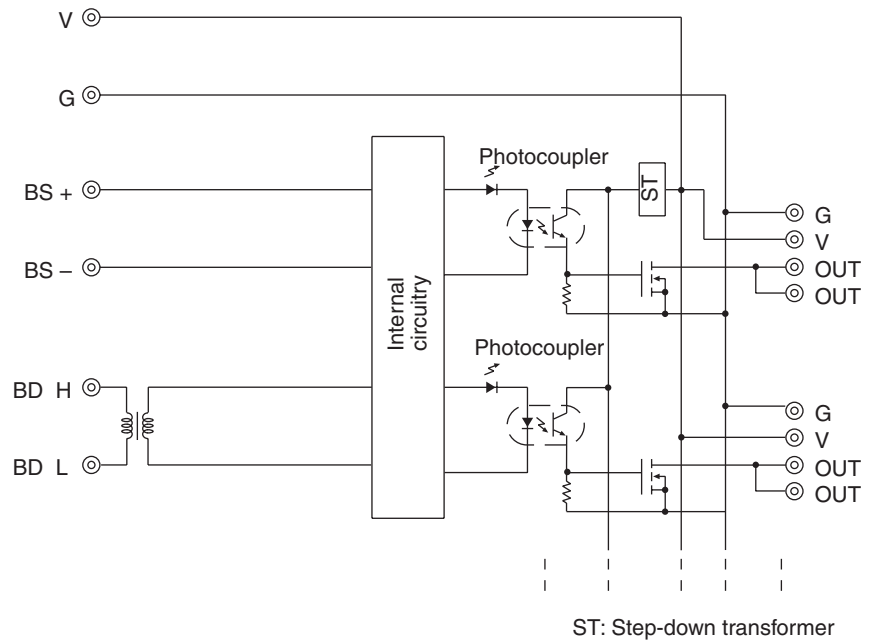 V
G
Photocoupler
BS +
ST
G
V
BS –
OUT
OUT
Internal
circuitry
Photocoupler
BD H
G
V
BD L
OUT
OUT
ST: Step-down transformer